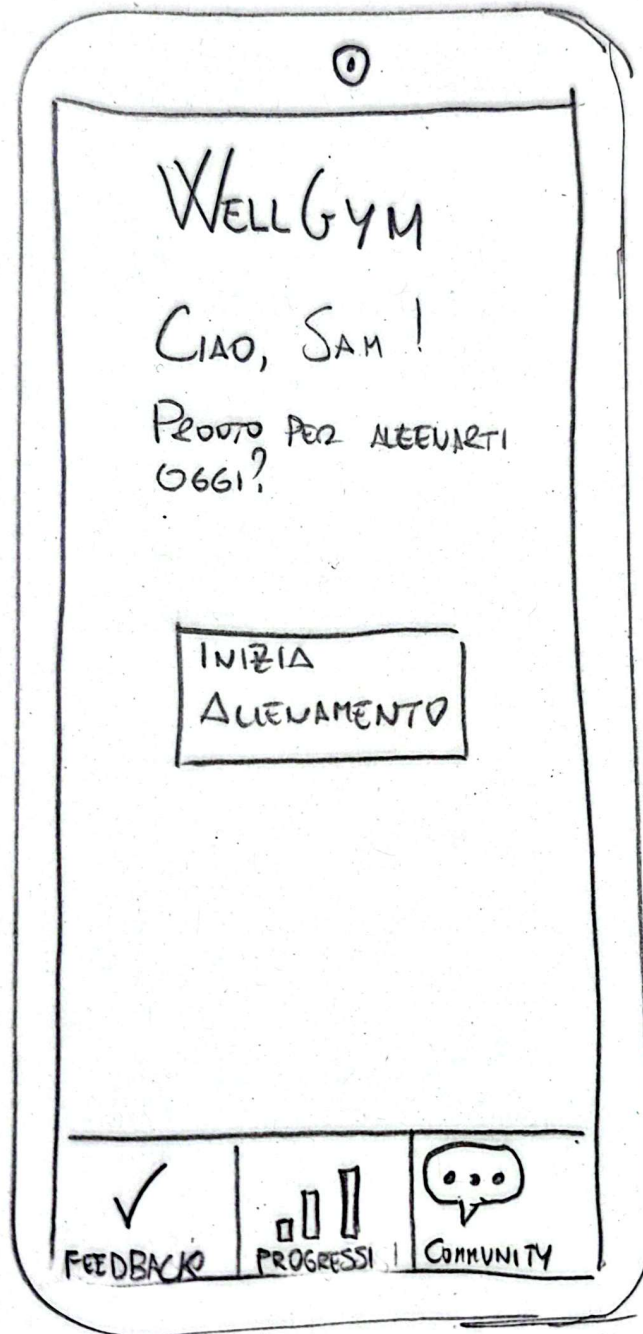 WELLGYM
CIAO, SAM!
PRONTO PER ALLENARTI
OGGI?
INIZIA
ALLENAMENTO
FEEDBACK
PROGRESSI
COMMUNITY